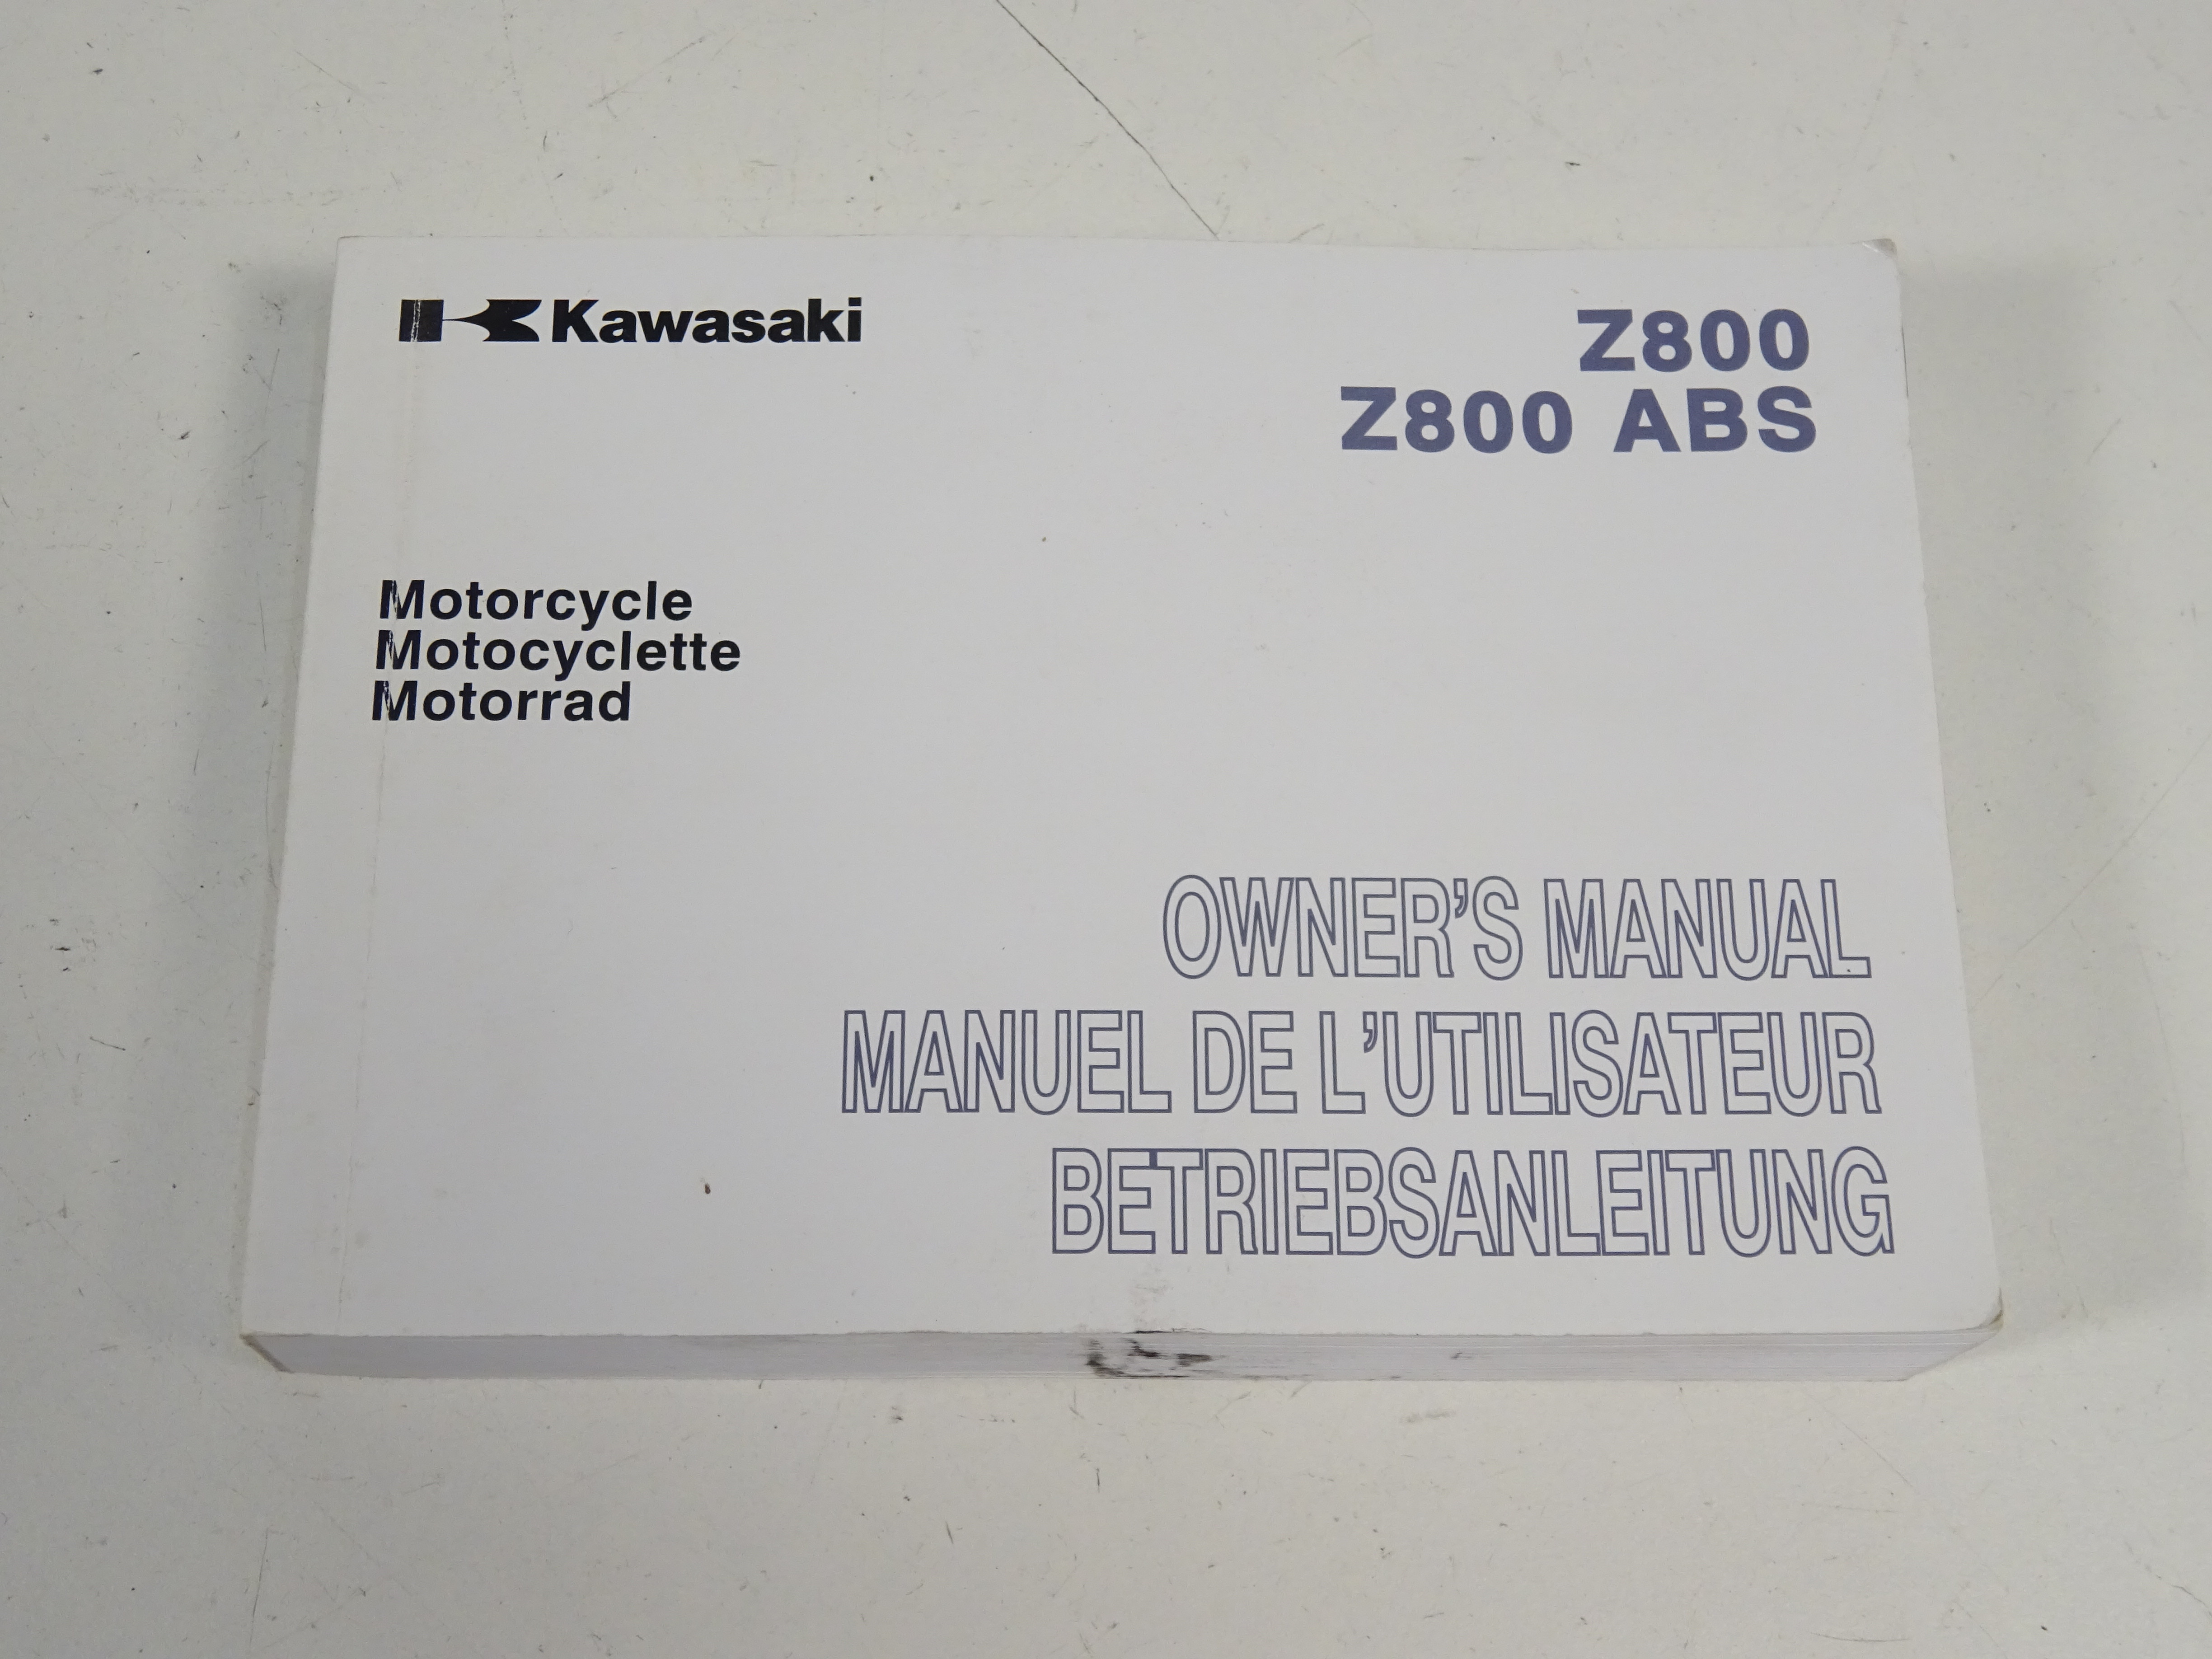 Kawasaki
Z800
Z800 ABS
Motorcycle
Motocyclette
Motorrad
OWNER'S MANUAL
MANUEL DE L'UTILISATEUR
BETRIEBSANLEITUNG